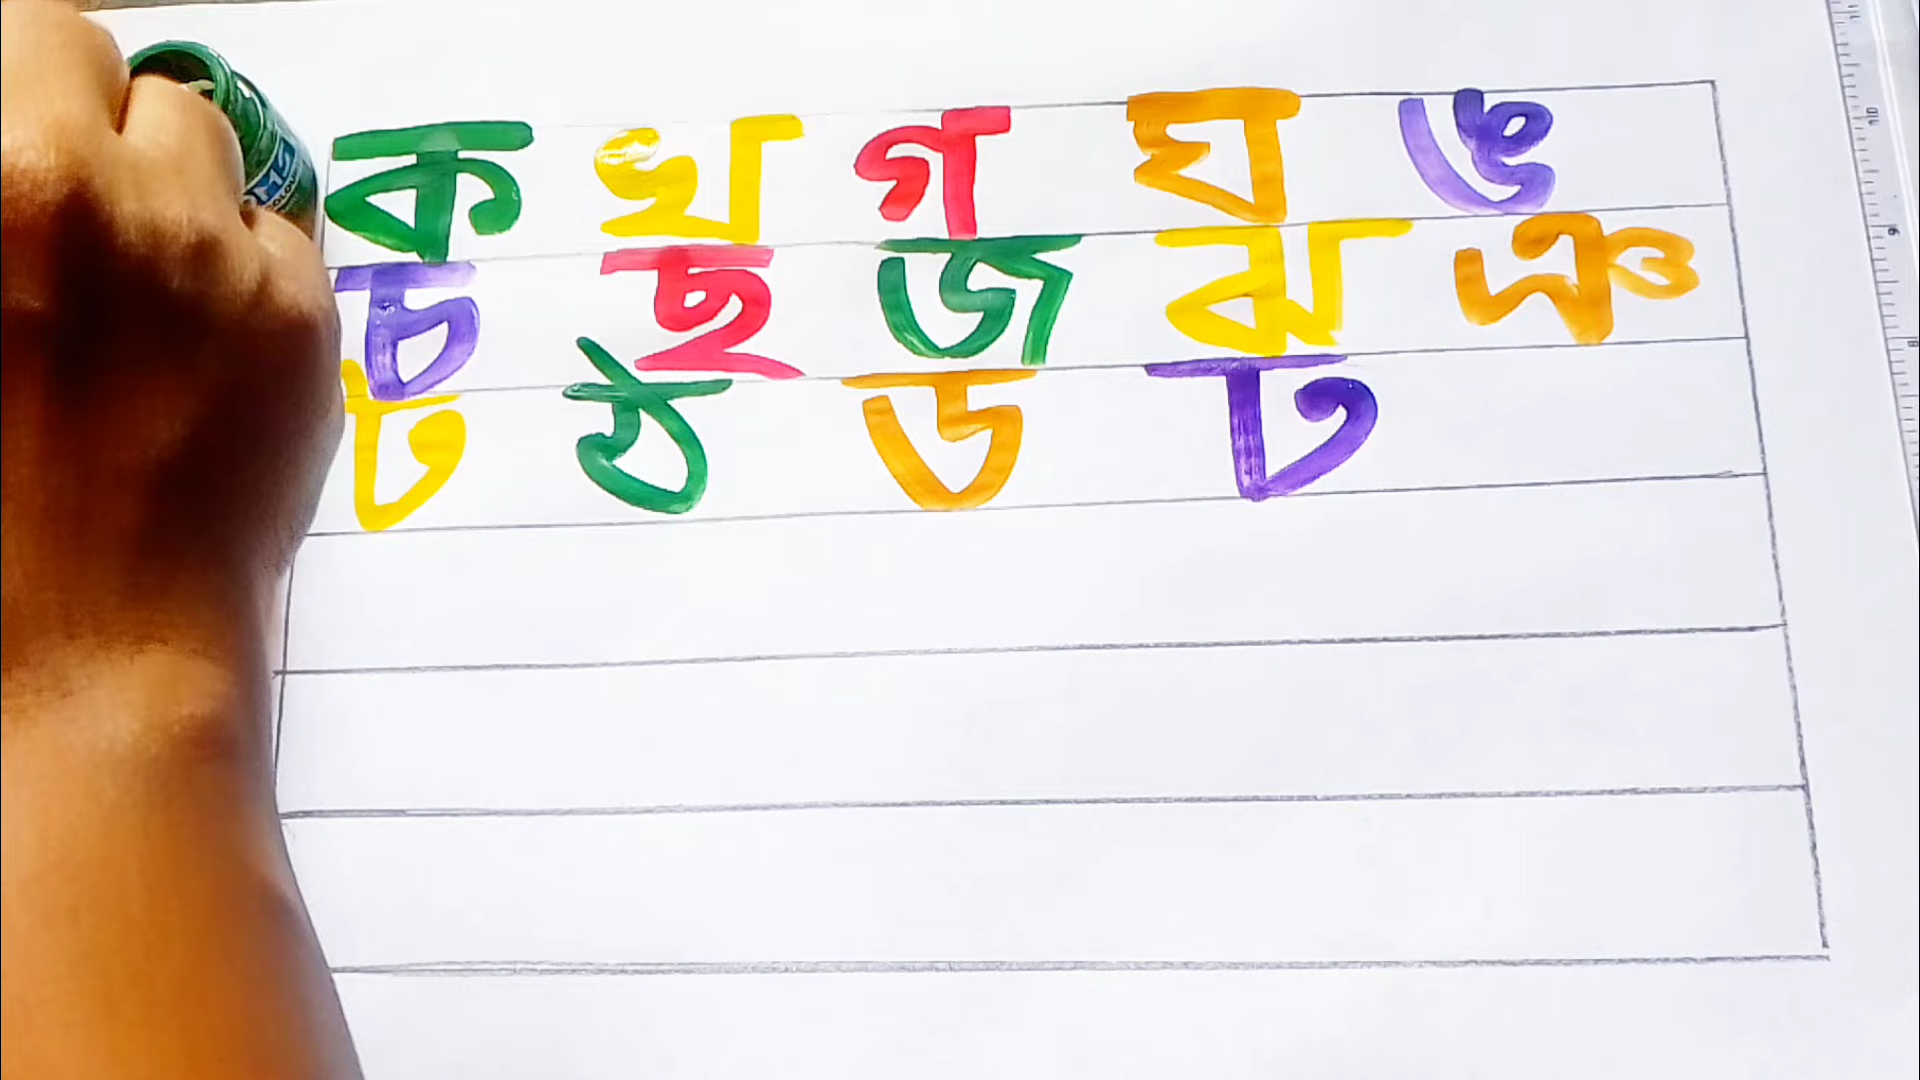 ক খ গ ঘ ঙ
চ ছ জ ঝ ঞ
ট ঠ ড ঢ